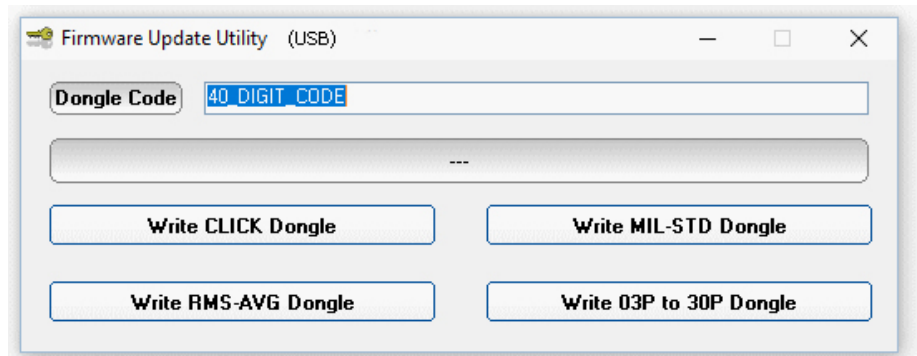 Firmware Update Utility (USB)
Dongle Code 40_DIGIT_CODE
---
Write CLICK Dongle Write MIL-STD Dongle
Write RMS-AVG Dongle Write 03P to 30P Dongle